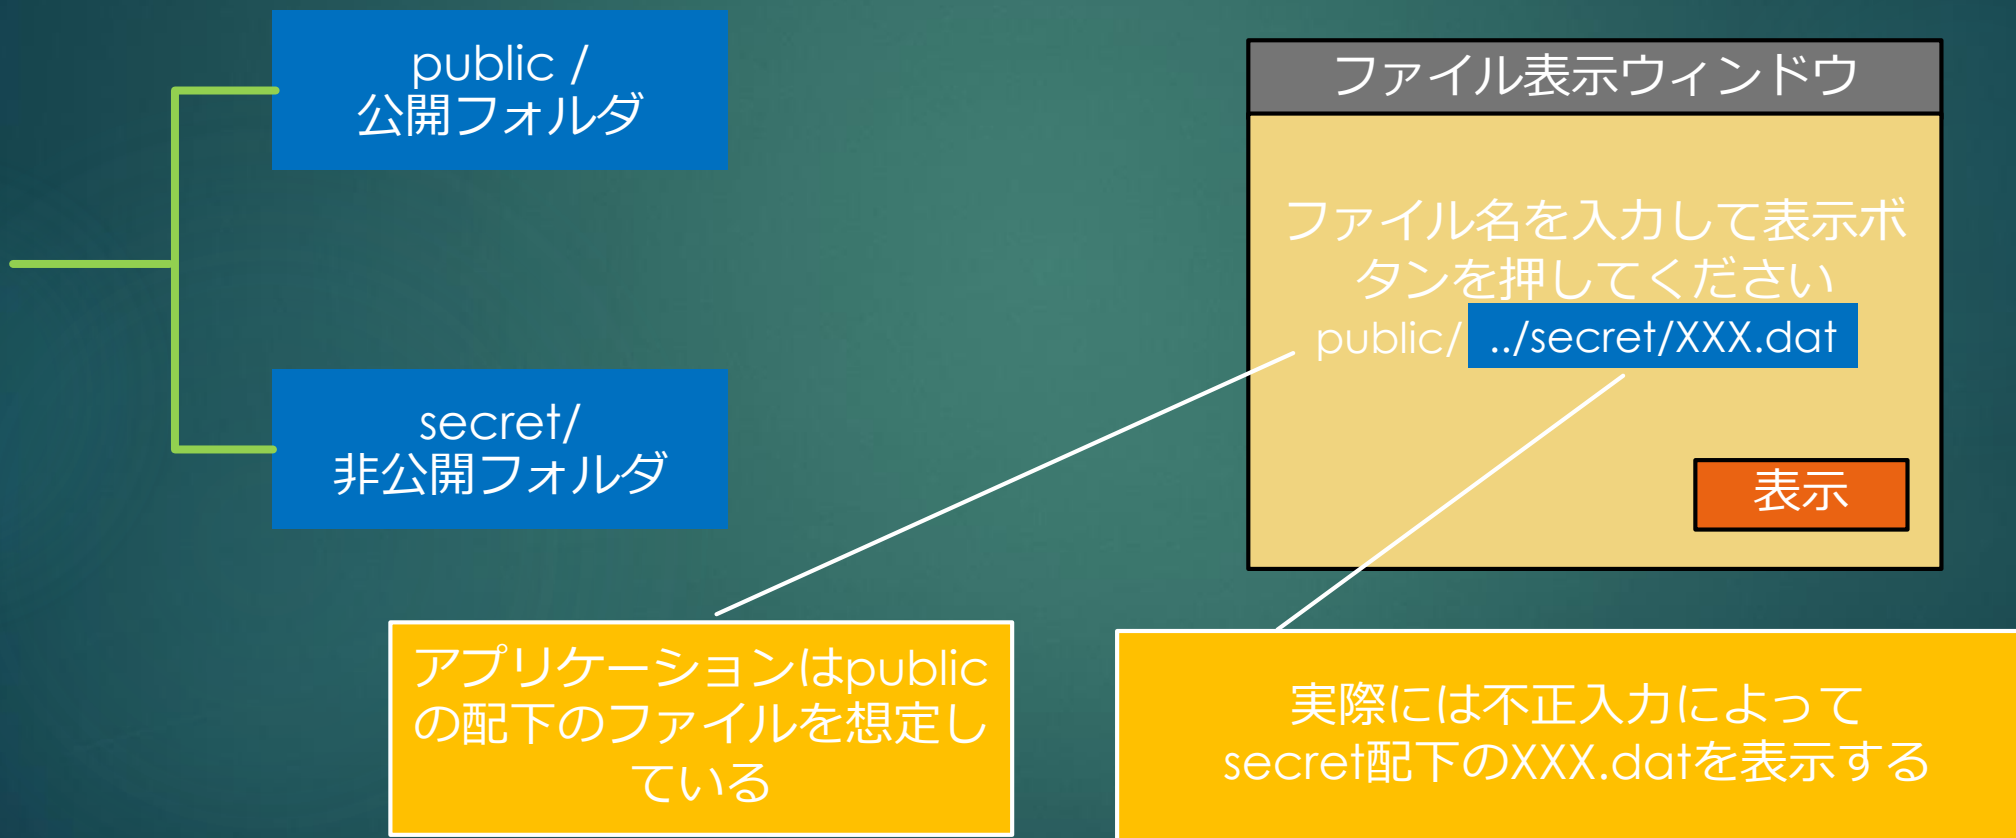 public /
公開フォルダ
secret/
非公開フォルダ
ファイル表示ウィンドウ
ファイル名を入力して表示ボ
タンを押してください
public/ ../secret/XXX.dat
表示
アプリケーションはpublic
の配下のファイルを想定し
ている
実際には不正入力によって
secret配下のXXX.datを表示する